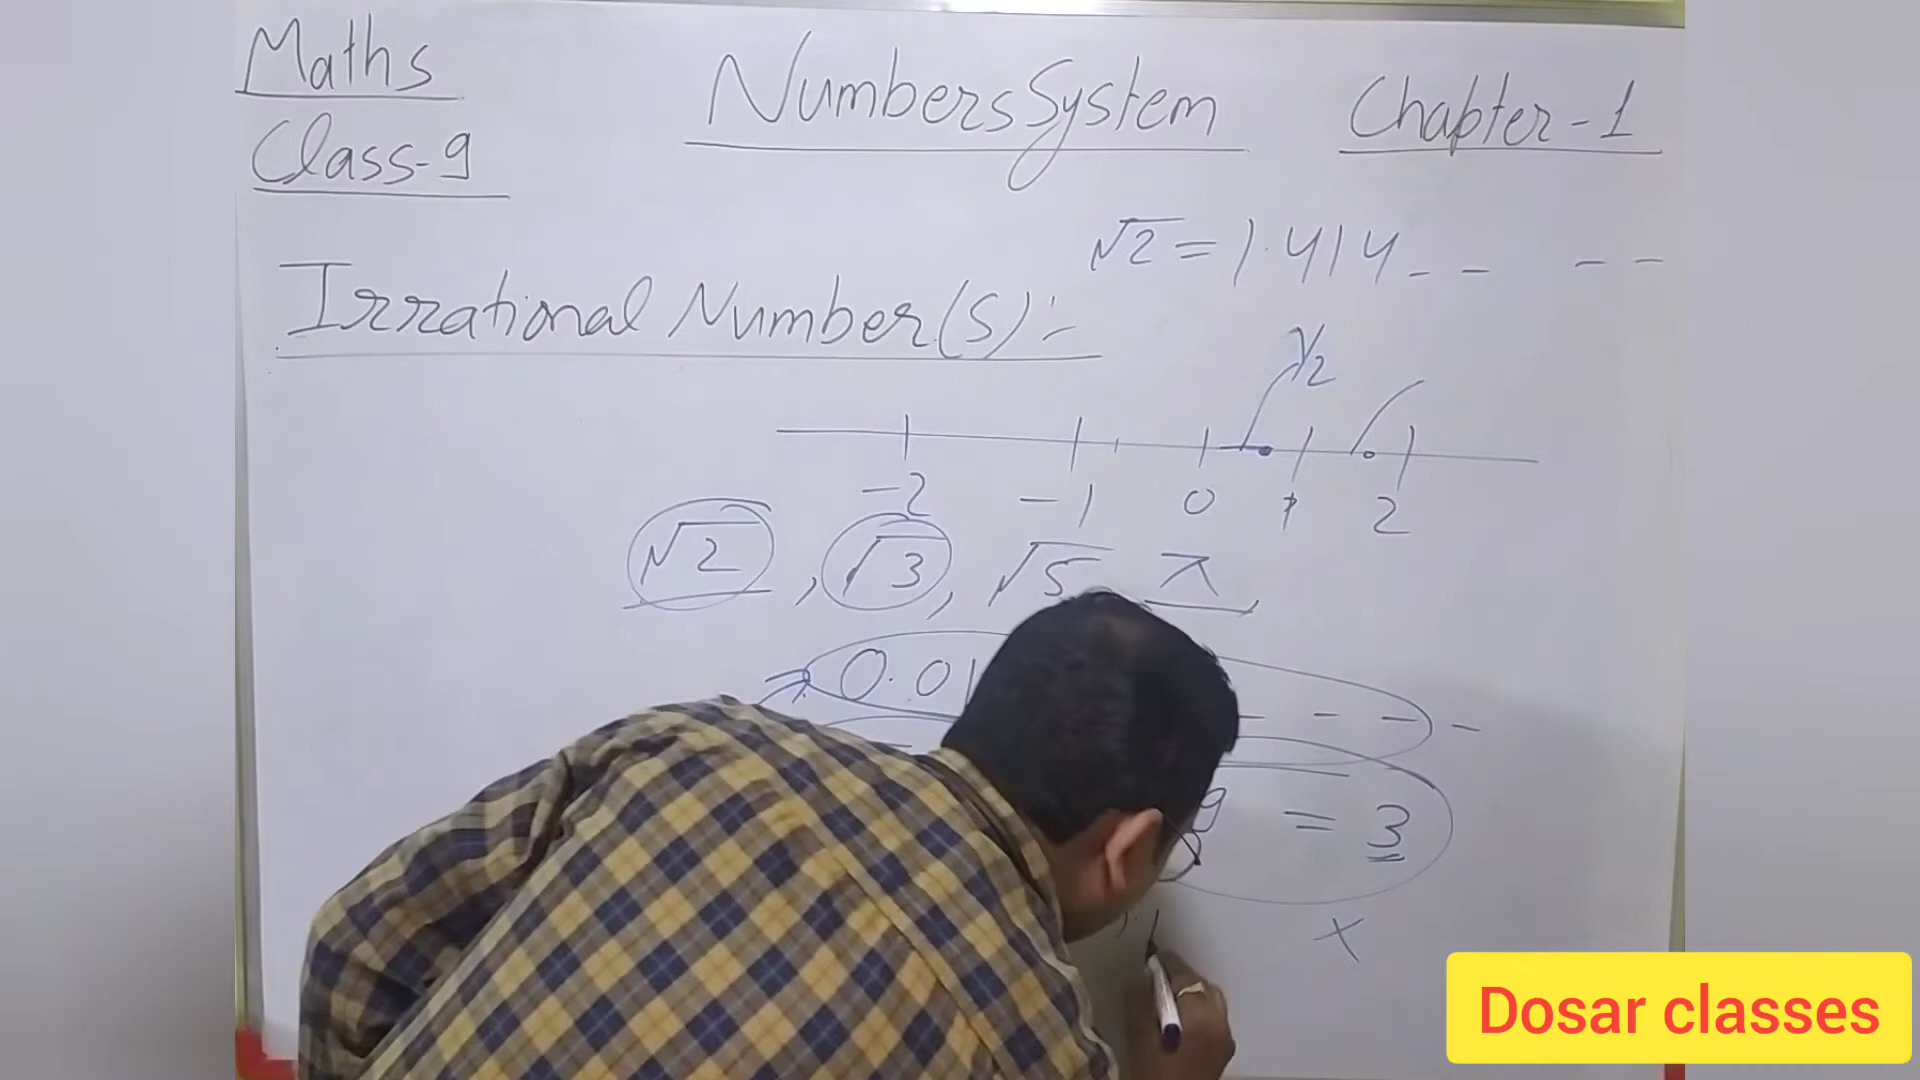 Maths
Class-9
Numbers System
Chapter-1
√2 = 1.414-- --
Irrational Number(S):-
1/2
-2 -1 0 1 2
√2, √3, √5 π,
0.01 - - - -
9 = 3
x
Dosar classes